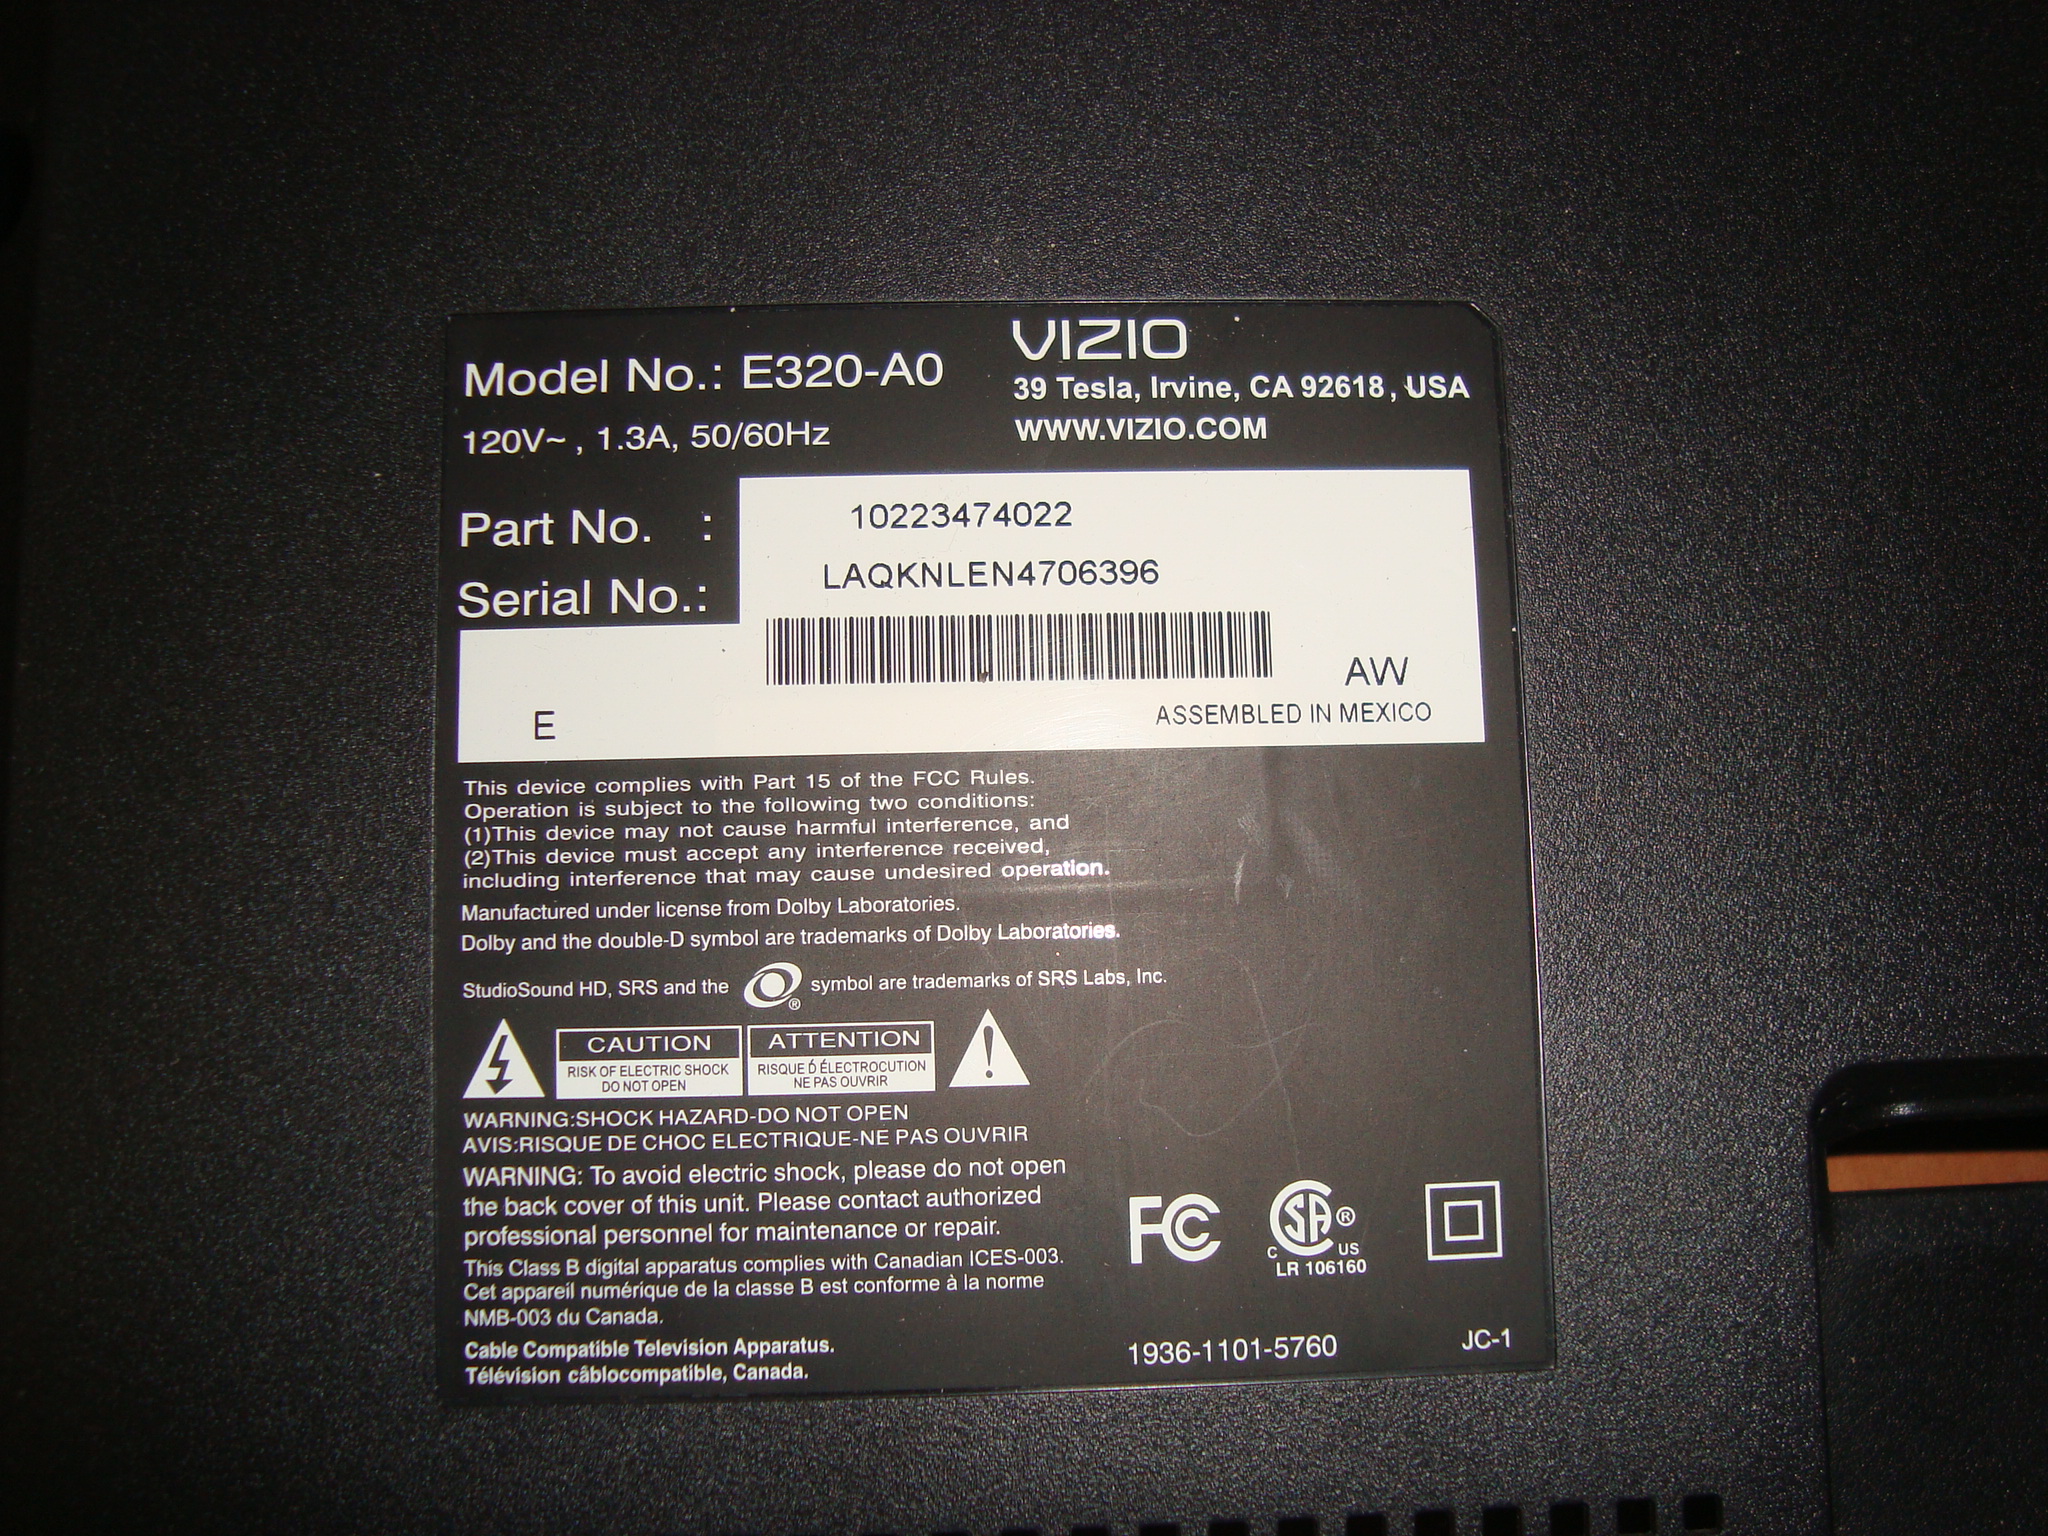 Model No.: E320-A0
120V~ , 1.3A, 50/60Hz
VIZIO
39 Tesla, Irvine, CA 92618, USA
WWW.VIZIO.COM
Part No. : 10223474022
Serial No.: LAQKNLEN4706396
AW
E
ASSEMBLED IN MEXICO
This device complies with Part 15 of the FCC Rules.
Operation is subject to the following two conditions:
(1)This device may not cause harmful interference, and
(2)This device must accept any interference received,
including interference that may cause undesired operation.
Manufactured under license from Dolby Laboratories.
Dolby and the double-D symbol are trademarks of Dolby Laboratories.
StudioSound HD, SRS and the ® symbol are trademarks of SRS Labs, Inc.
CAUTION
RISK OF ELECTRIC SHOCK
DO NOT OPEN
ATTENTION
RISQUE D́ ÉLECTROCUTION
NE PAS OUVRIR
!
WARNING:SHOCK HAZARD-DO NOT OPEN
AVIS:RISQUE DE CHOC ELECTRIQUE-NE PAS OUVRIR
WARNING: To avoid electric shock, please do not open
the back cover of this unit. Please contact authorized
professional personnel for maintenance or repair.
This Class B digital apparatus complies with Canadian ICES-003.
Cet appareil numérique de la classe B est conforme à la norme
NMB-003 du Canada.
Cable Compatible Television Apparatus.
Télévision câblocompatible, Canada.
FC
C SA ® US
LR 106160
1936-1101-5760
JC-1